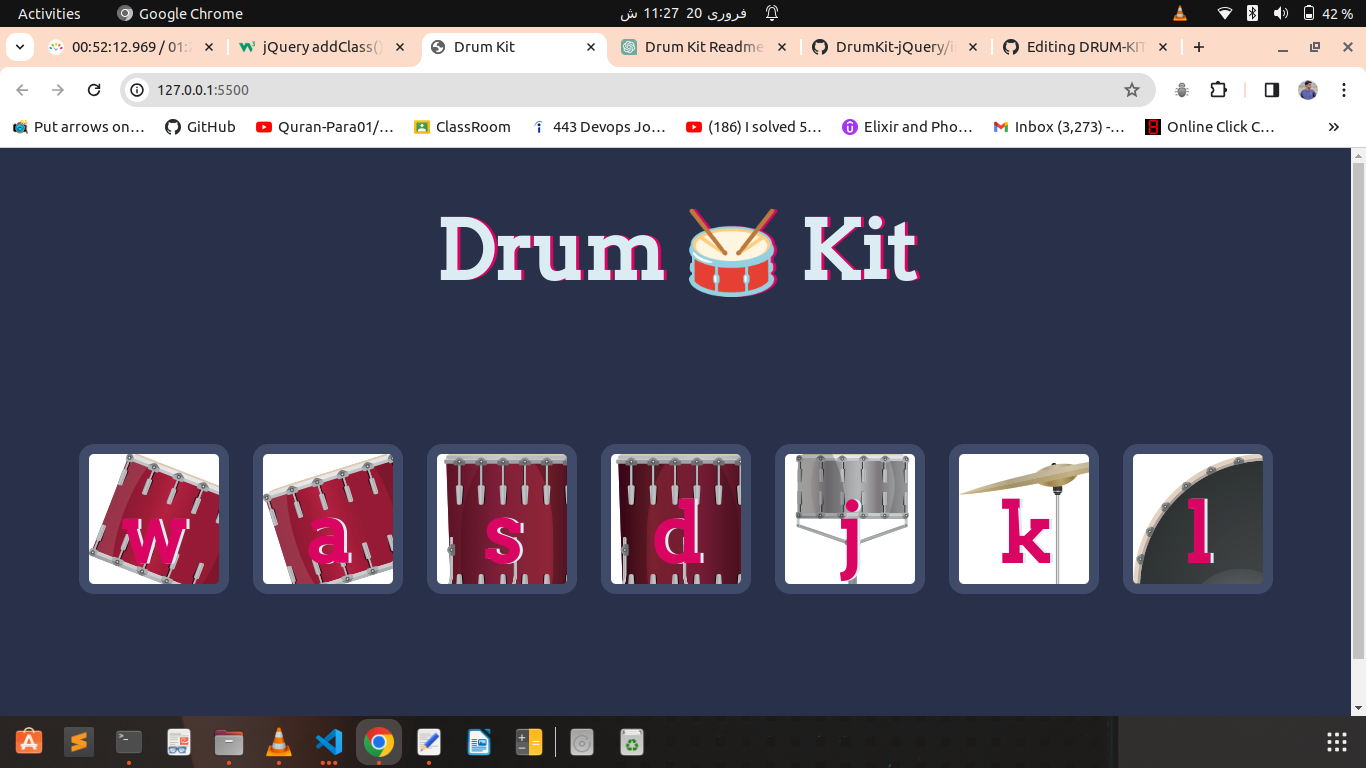 Activities Google Chrome ش 11:27 20 فروری 42 %
00:52:12.969 / 01:2 jQuery addClass() Drum Kit Drum Kit Readme DrumKit-jQuery/i Editing DRUM-KIT
127.0.0.1:5500
Put arrows on… GitHub Quran-Para01/… ClassRoom 443 Devops Jo… (186) I solved 5… Elixir and Pho… Inbox (3,273) -… Online Click C… »
Drum Kit
w a s d j k l